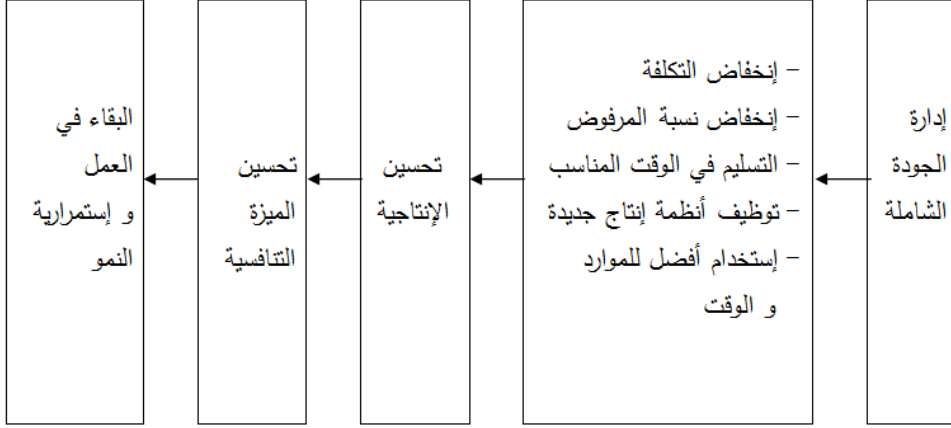 إدارة
الجودة
الشاملة
- إنخفاض التكلفة
- إنخفاض نسبة المرفوض
- التسليم في الوقت المناسب
- توظيف أنظمة إنتاج جديدة
- إستخدام أفضل للموارد
و الوقت
تحسين
الإنتاجية
تحسين
الميزة
التنافسية
البقاء في
العمل
و إستمرارية
النمو